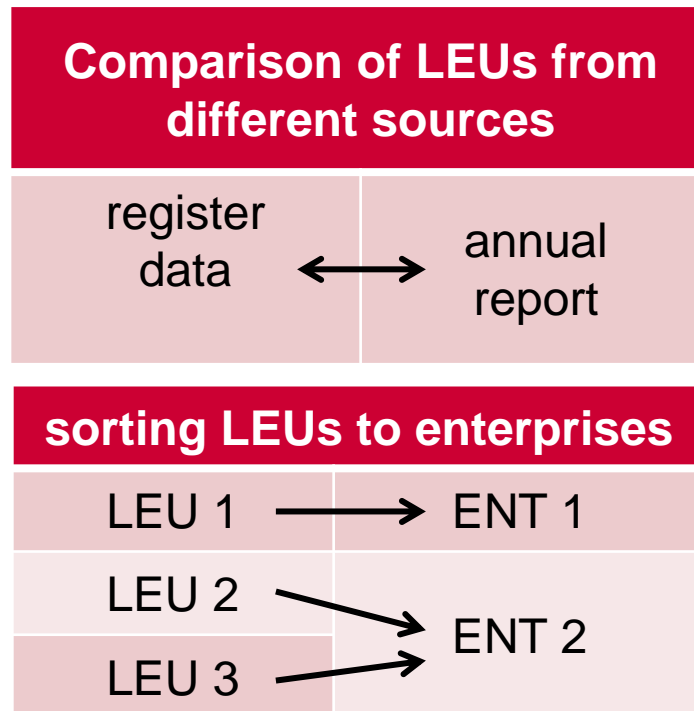 Comparison of LEUs from
different sources
register
data
annual
report
sorting LEUs to enterprises
LEU 1
ENT 1
LEU 2
ENT 2
LEU 3